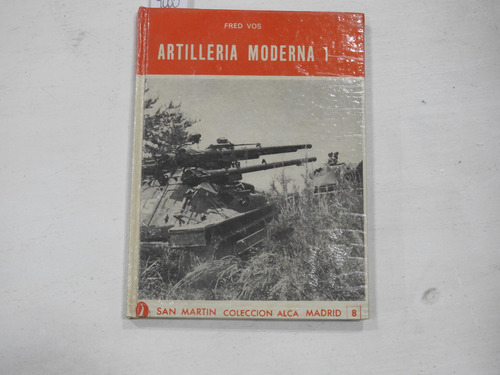 FRED VOS
ARTILLERIA MODERNA 1
SAN MARTIN COLECCION ALCA MADRID 8